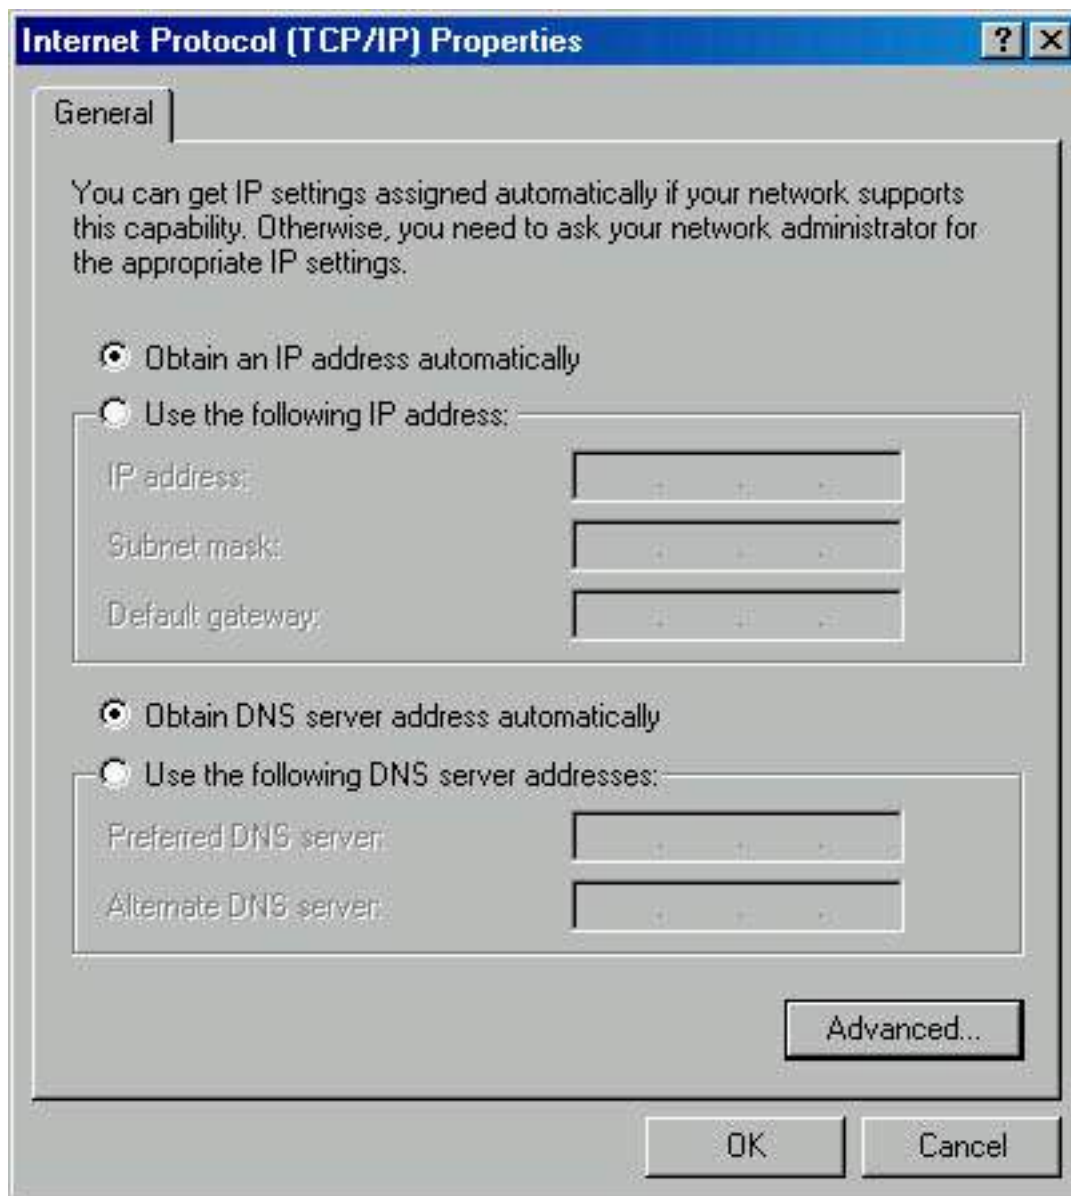 Internet Protocol (TCP/IP) Properties
General
You can get IP settings assigned automatically if your network supports
this capability. Otherwise, you need to ask your network administrator for
the appropriate IP settings.
Obtain an IP address automatically
Use the following IP address:
IP address:
Subnet mask:
Default gateway:
Obtain DNS server address automatically
Use the following DNS server addresses:
Preferred DNS server:
Alternate DNS server:
Advanced...
OK
Cancel